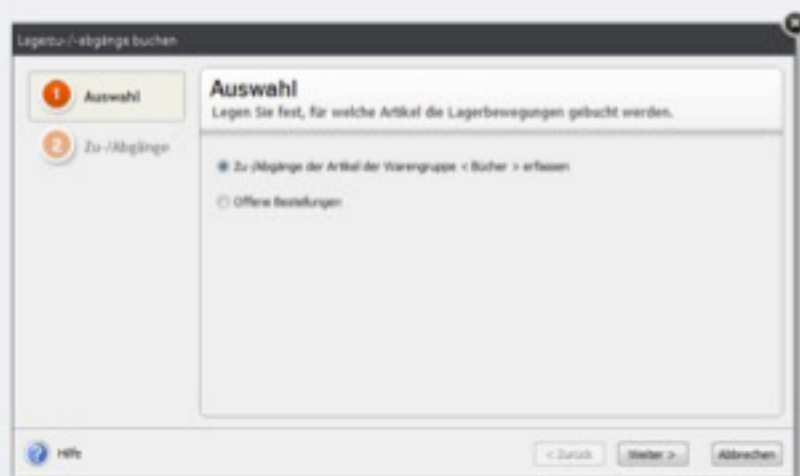 Lagerzu-/-abgänge buchen
1 Auswahl
2 Zu-/Abgänge
Auswahl
Legen Sie fest, für welche Artikel die Lagerbewegungen gebucht werden.
Zu-/Abgänge der Artikel der Warengruppe < Bücher > erfassen
Offene Bestellungen
Hilfe
< Zurück
Weiter >
Abbrechen